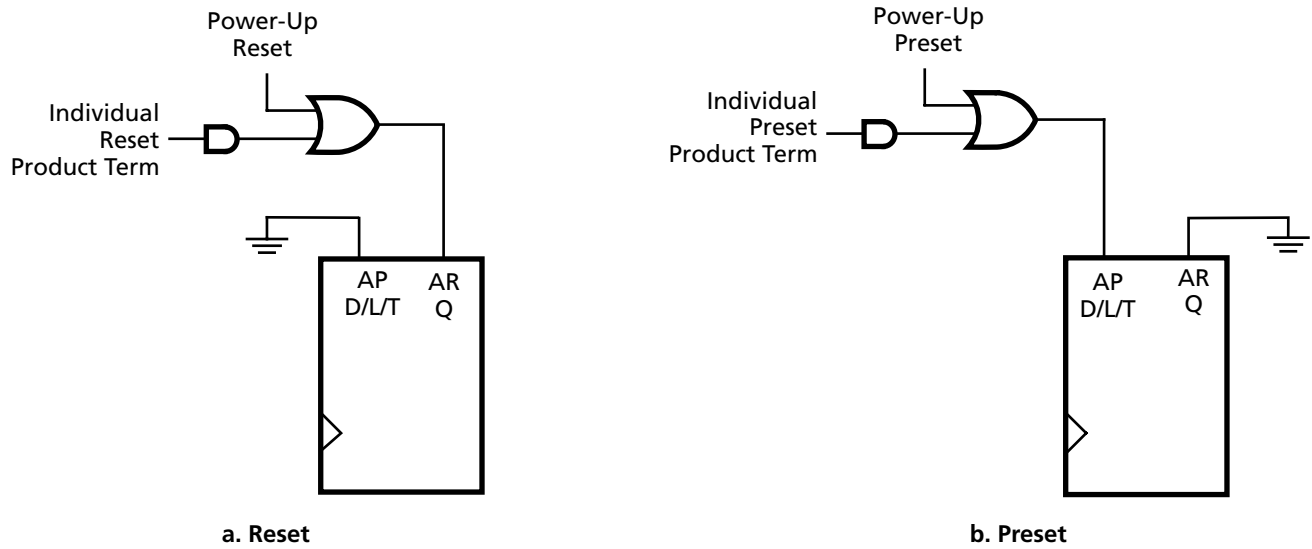 Power-Up
Reset
Individual
Reset
Product Term
AP
D/L/T
AR
Q
a. Reset
Power-Up
Preset
Individual
Preset
Product Term
AP
D/L/T
AR
Q
b. Preset